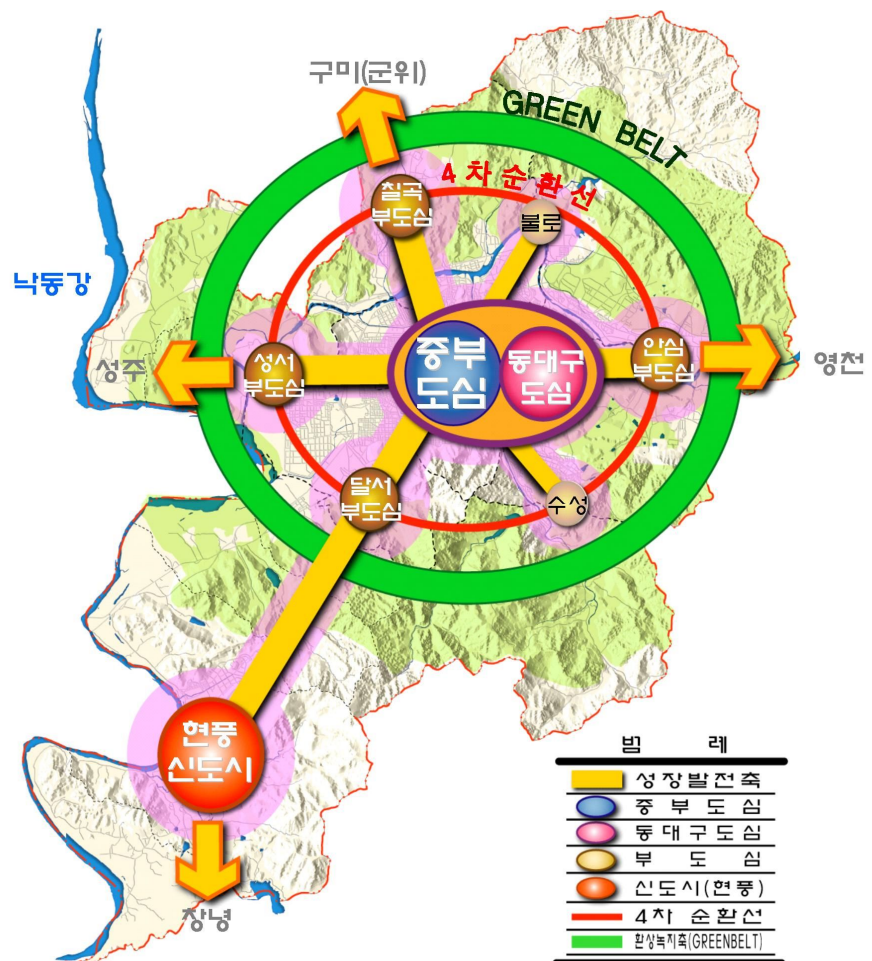 구미(군위)
GREEN BELT
4차순환선
칠곡
부도심
불로
낙동강
중부
도심
동대구
도심
성주
성서
부도심
안심
부도심
영천
달서
부도심
수성
현풍
신도시
창녕
범 례
성장발전축
중 부 도 심
동 대 구 도 심
부 도 심
신도시(현풍)
4차 순환선
환상녹지축(GREENBELT)